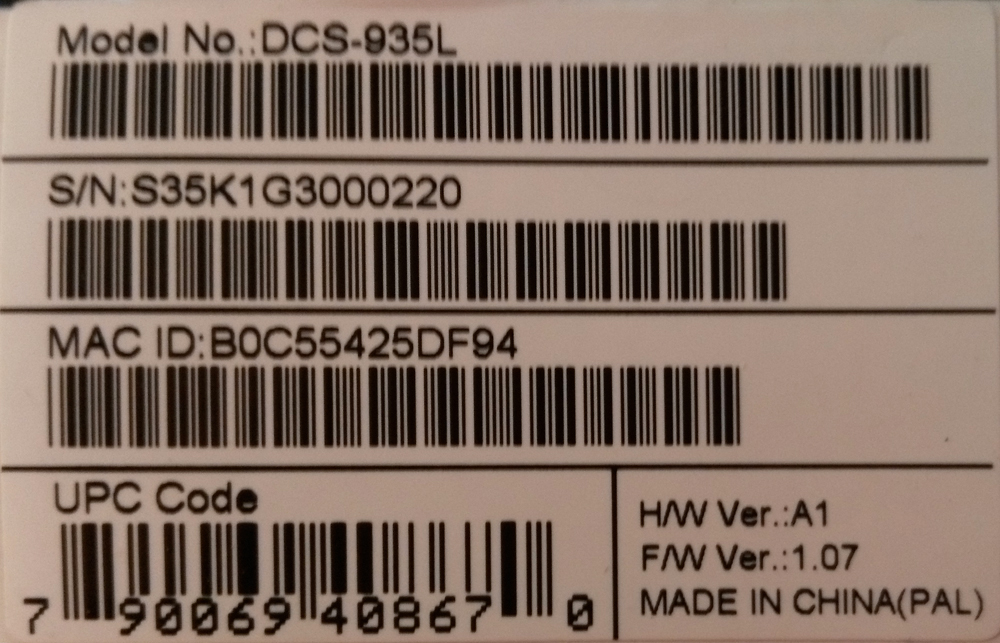 Model No.:DCS-935L
S/N:S35K1G3000220
MAC ID:B0C55425DF94
UPC Code
7 90069 40867 0
H/W Ver.:A1
F/W Ver.:1.07
MADE IN CHINA(PAL)